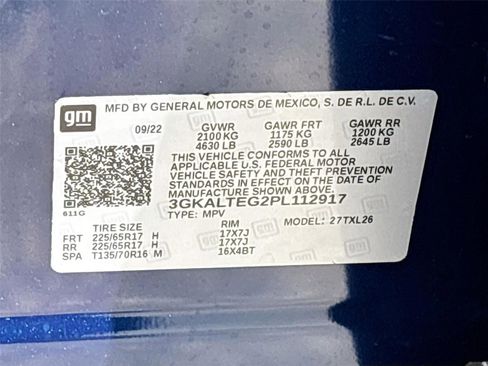 gm
MFD BY GENERAL MOTORS DE MEXICO, S. DE R.L. DE C.V.
09/22 GVWR GAWR FRT GAWR RR
2100 KG 1175 KG 1200 KG
4630 LB 2590 LB 2645 LB
THIS VEHICLE CONFORMS TO ALL
APPLICABLE U.S. FEDERAL MOTOR
VEHICLE SAFETY AND THEFT PREVENTION
STANDARDS IN EFFECT ON THE DATE OF
MANUFACTURE SHOWN ABOVE.
3GKALTEG2PL112917
611G
TYPE: MPV MODEL: 27TXL26
TIRE SIZE RIM
FRT 225/65R17 H 17X7J
RR 225/65R17 H 17X7J
SPA T135/70R16 M 16X4BT